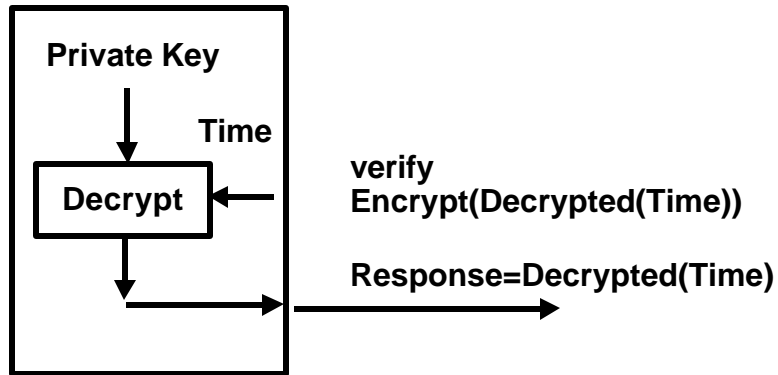 Private Key
Time
Decrypt
verify
Encrypt(Decrypted(Time))
Response=Decrypted(Time)